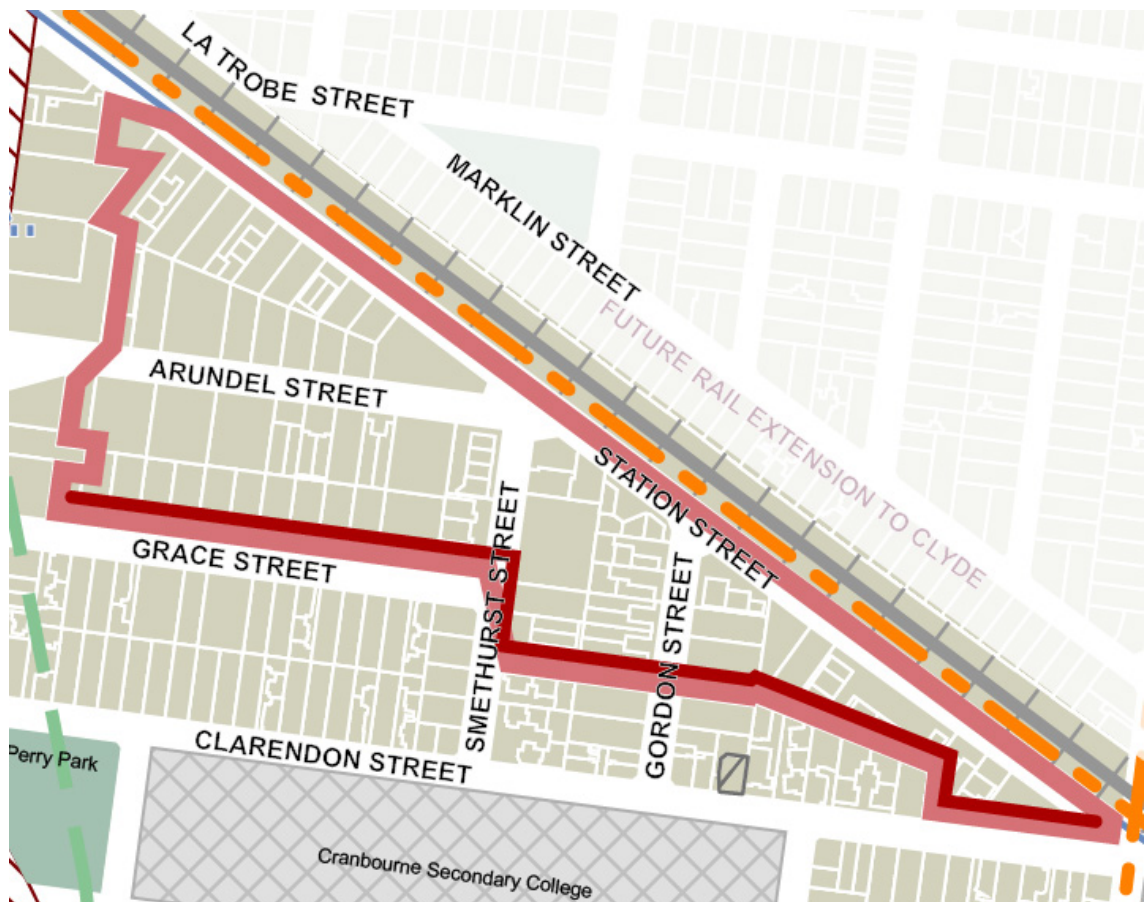 LA TROBE STREET
MARKLIN STREET
FUTURE RAIL EXTENSION TO CLYDE
ARUNDEL STREET
STATION STREET
GRACE STREET
SMETHURST STREET
GORDON STREET
CLARENDON STREET
Perry Park
Cranbourne Secondary College